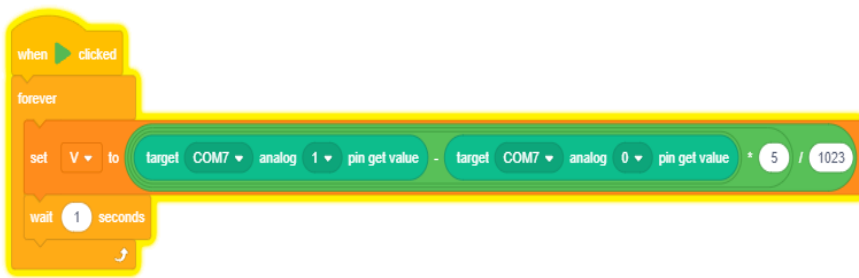 when clicked
forever
set V to target COM7 analog 1 pin get value - target COM7 analog 0 pin get value * 5 / 1023
wait 1 seconds